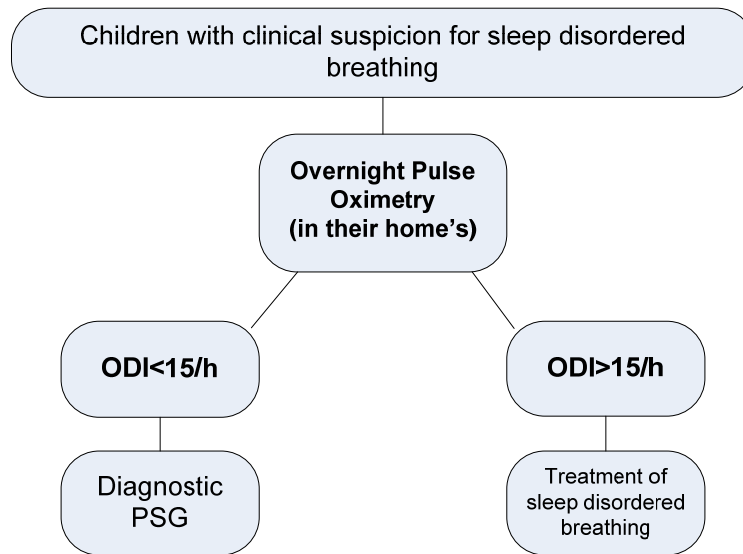 Children with clinical suspicion for sleep disordered
breathing
Overnight Pulse
Oximetry
(in their home's)
ODI<15/h
ODI>15/h
Diagnostic
PSG
Treatment of
sleep disordered
breathing